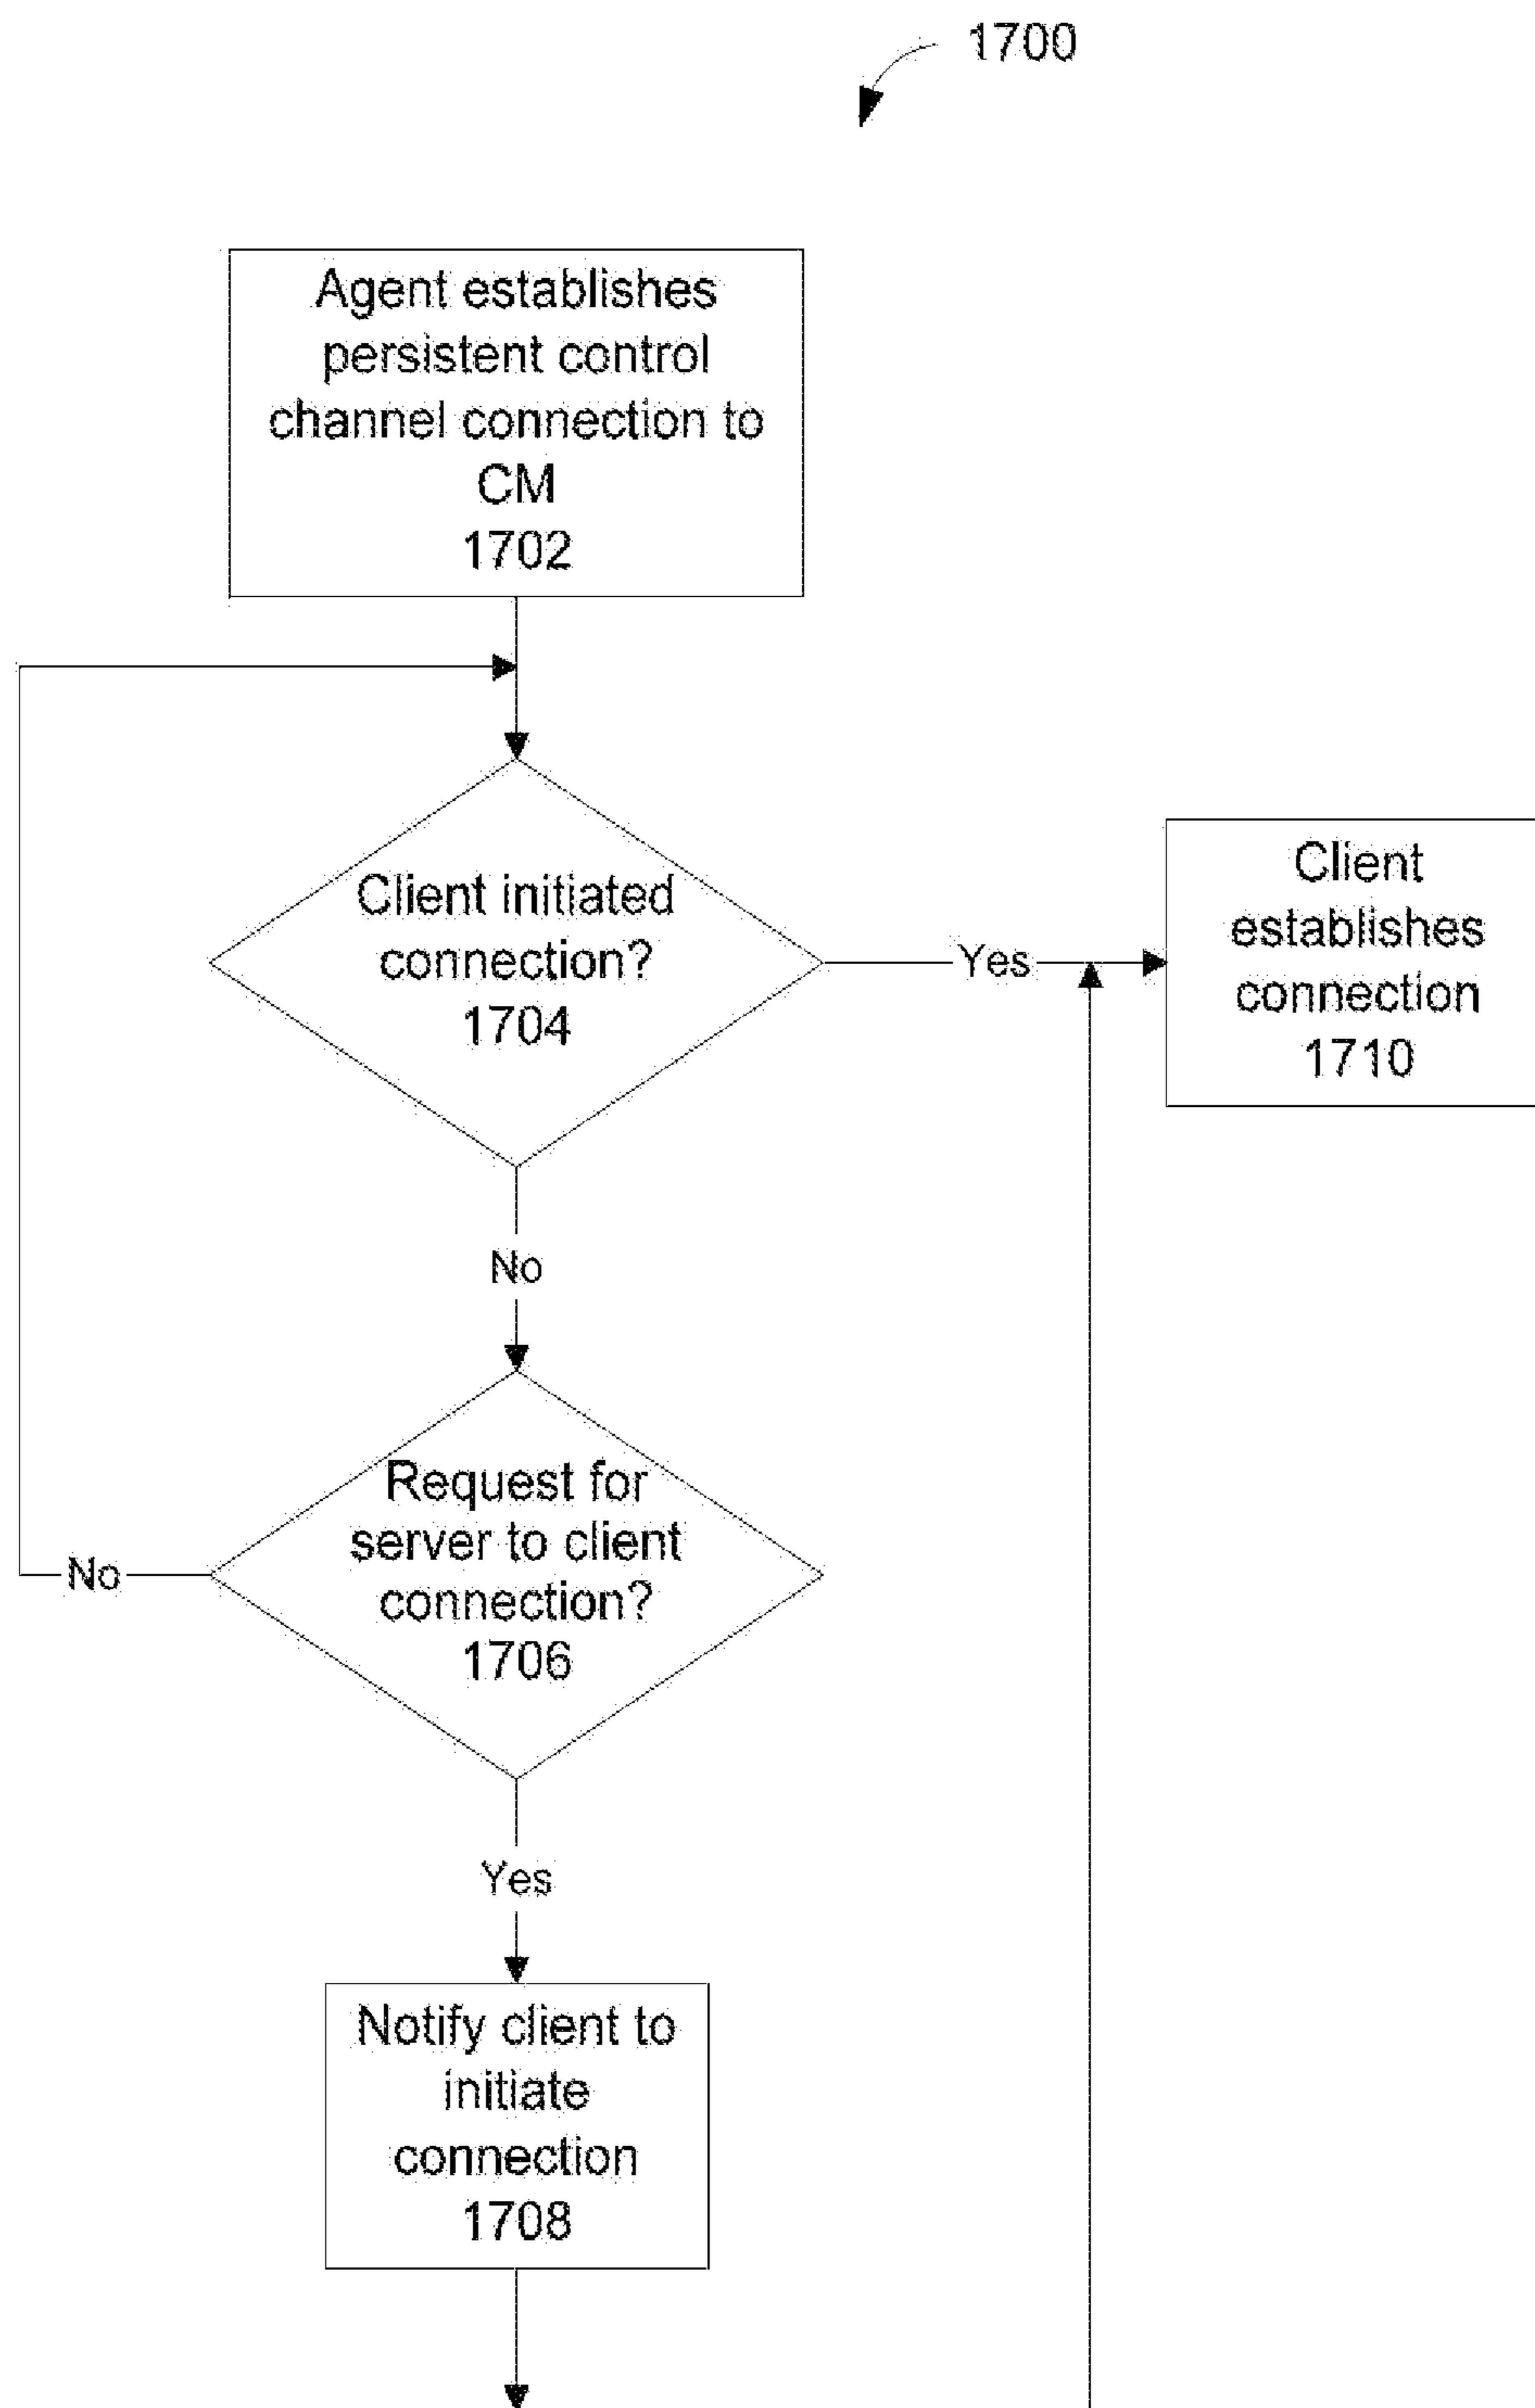 1700
Agent establishes
persistent control
channel connection to
CM
1702
Client initiated
connection?
1704
Yes
Client
establishes
connection
1710
No
Request for
server to client
connection?
1706
No
Yes
Notify client to
initiate
connection
1708